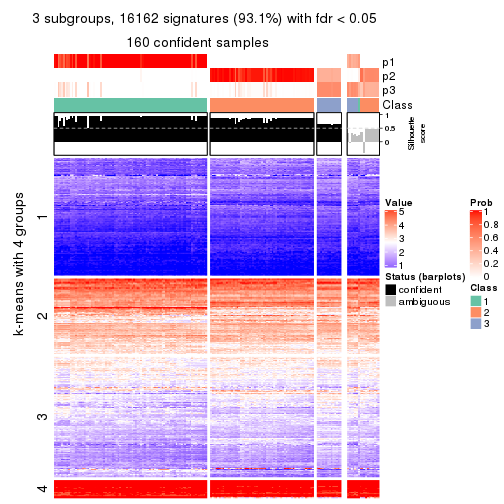 3 subgroups, 16162 signatures (93.1%) with fdr < 0.05
160 confident samples
p1
p2
p3
Class
1
0.5
0
Silhouette
score
k-means with 4 groups
1
2
3
4
Value
5
4
3
2
1
Status (barplots)
confident
ambiguous
Prob
1
0.8
0.6
0.4
0.2
0
Class
1
2
3